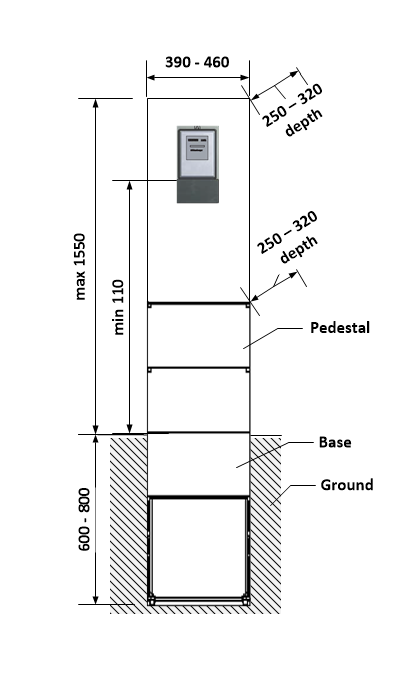 390 - 460
250 – 320
depth
250 – 320
depth
max 1550
min 110
Pedestal
Base
Ground
600 - 800